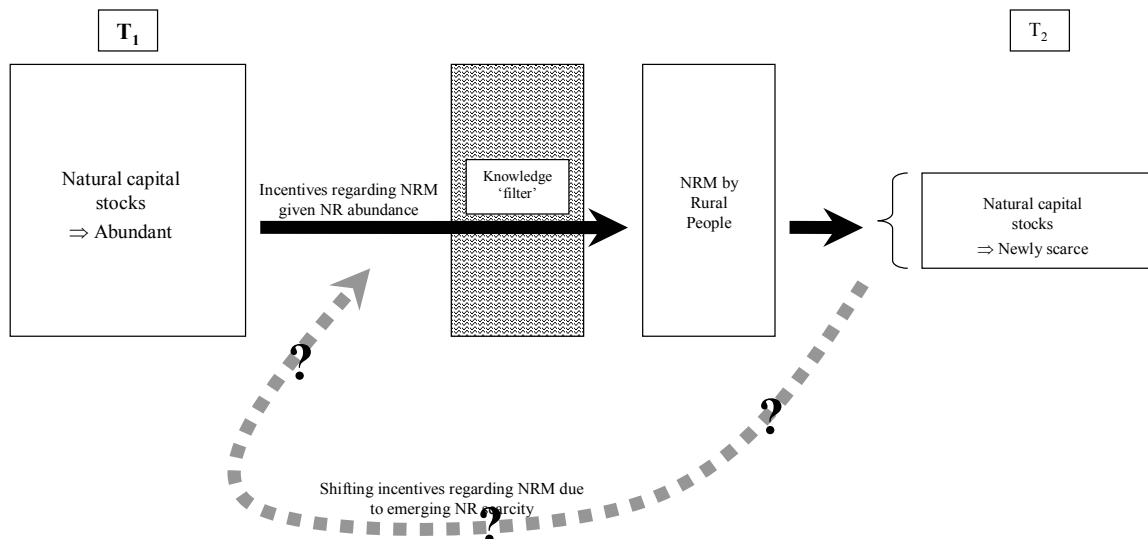 T1
T2
Natural capital
stocks
⇒ Abundant
Incentives regarding NRM
given NR abundance
Knowledge
‘filter’
NRM by
Rural
People
Natural capital
stocks
⇒ Newly scarce
?
?
Shifting incentives regarding NRM due
to emerging NR scarcity
?